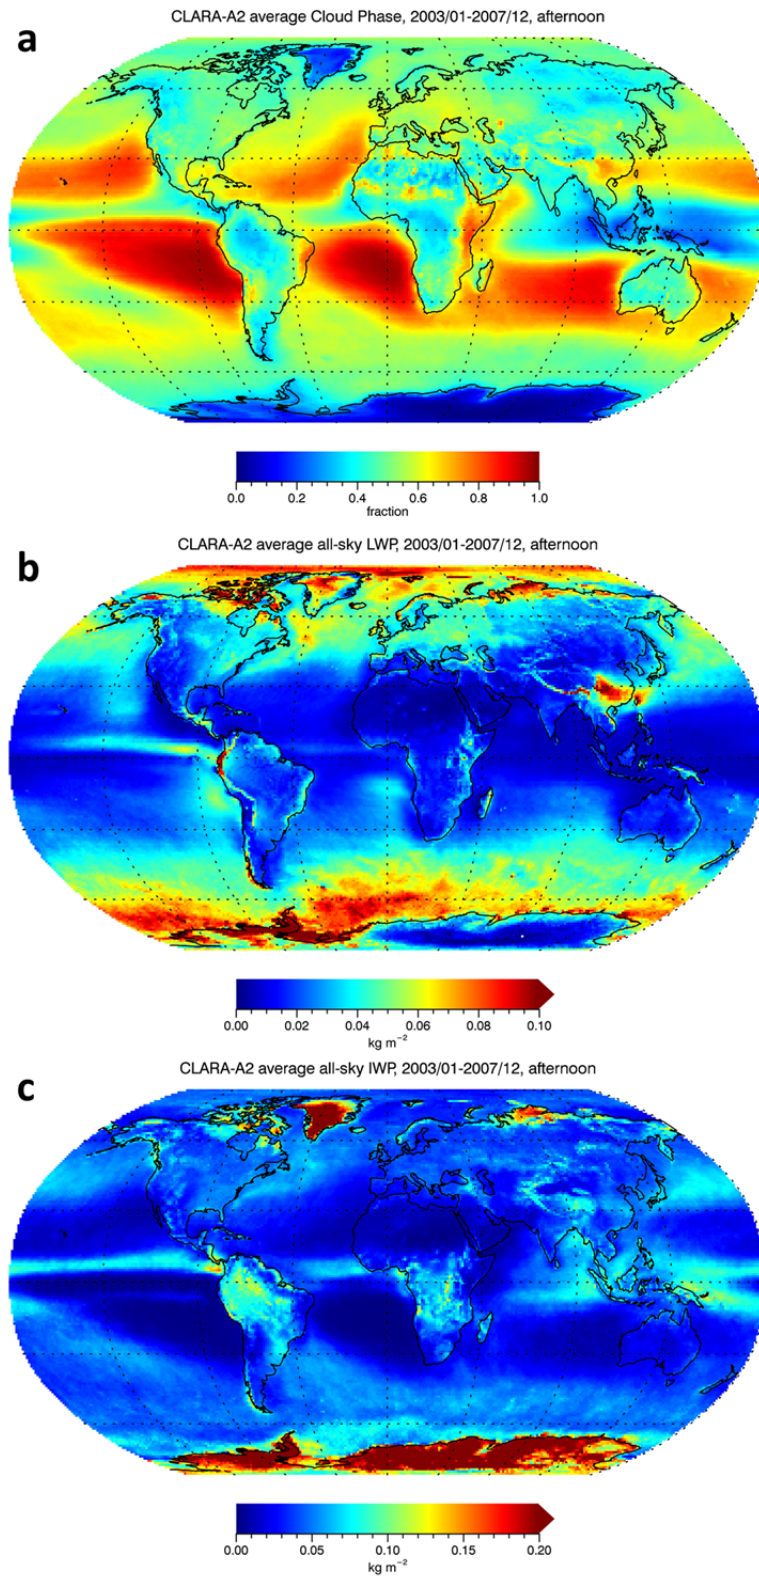 a
CLARA-A2 average Cloud Phase, 2003/01-2007/12, afternoon
0.0 0.2 0.4 0.6 0.8 1.0
fraction
b
CLARA-A2 average all-sky LWP, 2003/01-2007/12, afternoon
0.00 0.02 0.04 0.06 0.08 0.10
kg m⁻²
c
CLARA-A2 average all-sky IWP, 2003/01-2007/12, afternoon
0.00 0.05 0.10 0.15 0.20
kg m⁻²